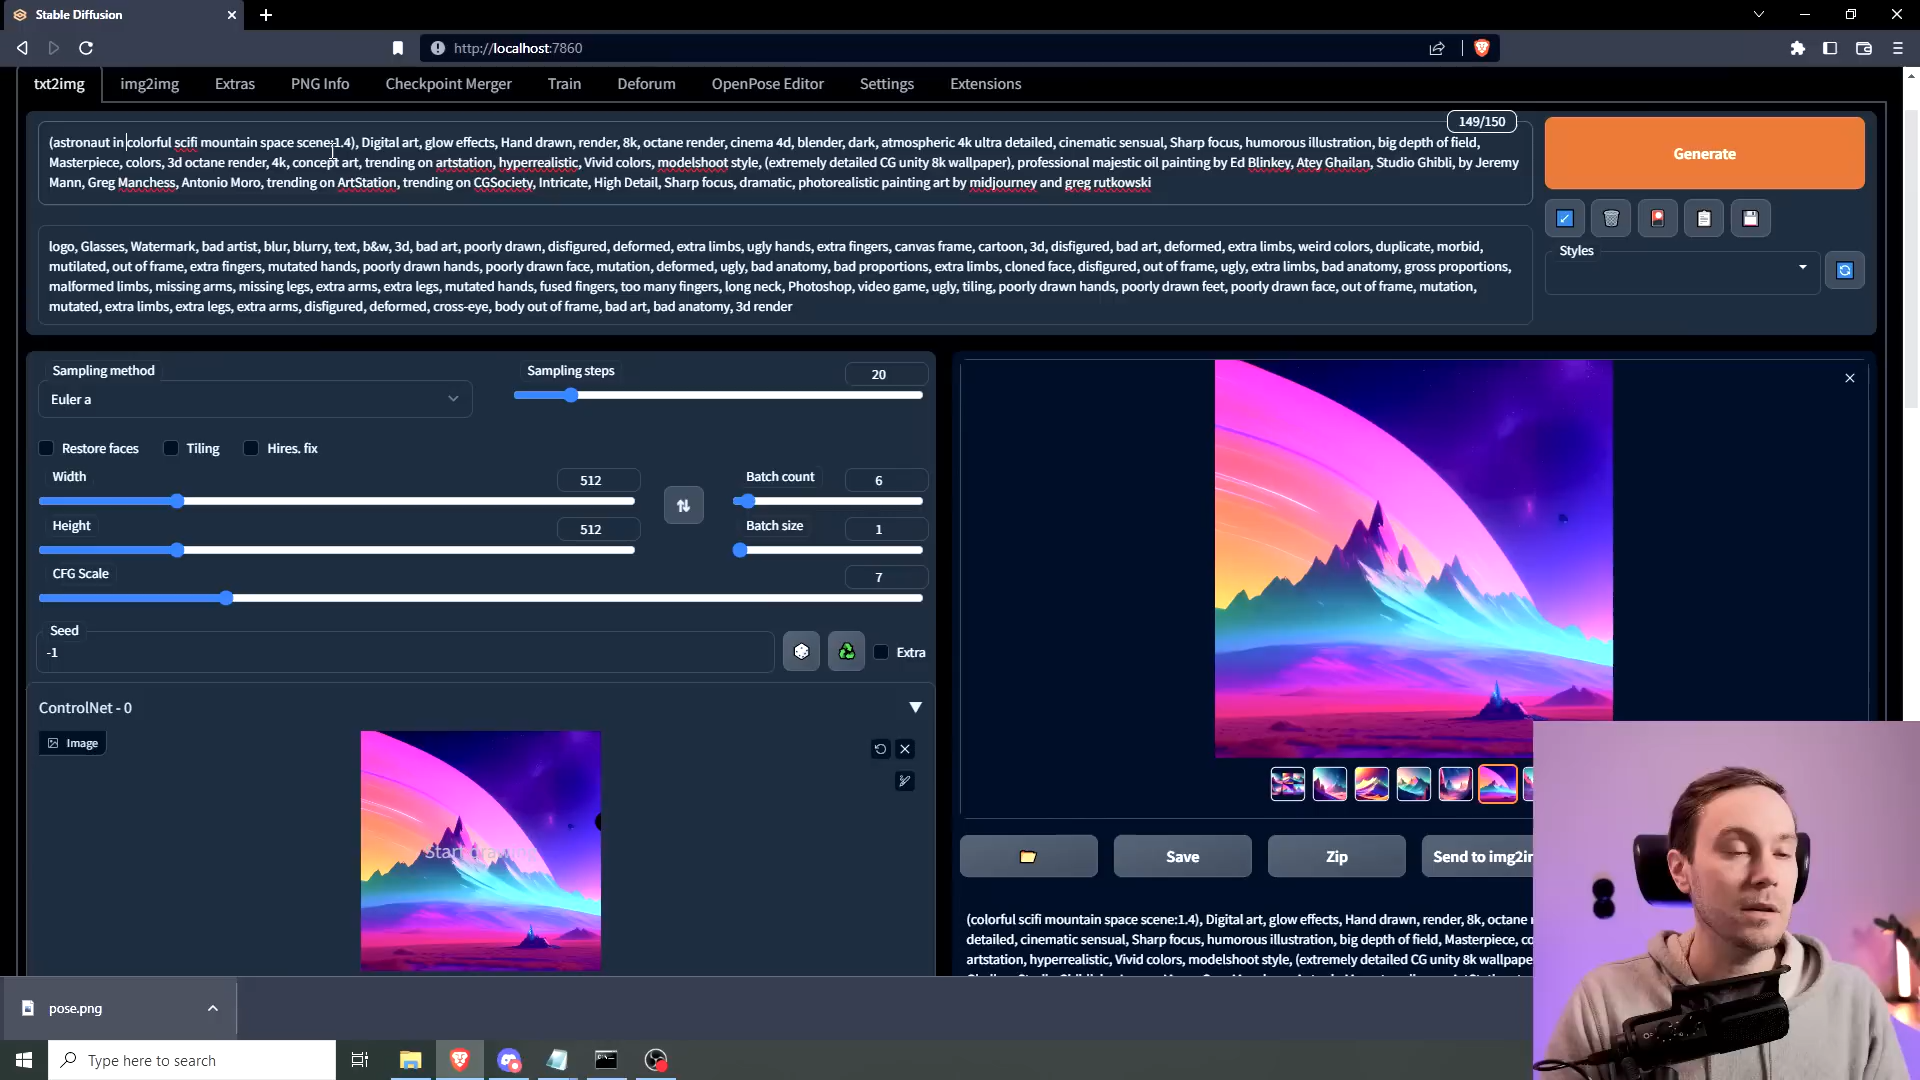 Stable Diffusion
http://localhost:7860
txt2img
img2img
Extras
PNG Info
Checkpoint Merger
Train
Deforum
OpenPose Editor
Settings
Extensions
149/150
(astronaut in colorful scifi mountain space scene:1.4), Digital art, glow effects, Hand drawn, render, 8k, octane render, cinema 4d, blender, dark, atmospheric 4k ultra detailed, cinematic sensual, Sharp focus, humorous illustration, big depth of field,
Masterpiece, colors, 3d octane render, 4k, concept art, trending on artstation, hyperrealistic, Vivid colors, modelshoot style, (extremely detailed CG unity 8k wallpaper), professional majestic oil painting by Ed Blinkey, Atey Ghailan, Studio Ghibli, by Jeremy
Mann, Greg Manchess, Antonio Moro, trending on ArtStation, trending on CGSociety, Intricate, High Detail, Sharp focus, dramatic, photorealistic painting art by midjourney and greg rutkowski
Generate
logo, Glasses, Watermark, bad artist, blur, blurry, text, b&w, 3d, bad art, poorly drawn, disfigured, deformed, extra limbs, ugly hands, extra fingers, canvas frame, cartoon, 3d, disfigured, bad art, deformed, extra limbs, weird colors, duplicate, morbid,
mutilated, out of frame, extra fingers, mutated hands, poorly drawn hands, poorly drawn face, mutation, deformed, ugly, bad anatomy, bad proportions, extra limbs, cloned face, disfigured, out of frame, ugly, extra limbs, bad anatomy, gross proportions,
malformed limbs, missing arms, missing legs, extra arms, extra legs, mutated hands, fused fingers, too many fingers, long neck, Photoshop, video game, ugly, tiling, poorly drawn hands, poorly drawn feet, poorly drawn face, out of frame, mutation,
mutated, extra limbs, extra legs, extra arms, disfigured, deformed, cross-eye, body out of frame, bad art, bad anatomy, 3d render
Styles
Sampling method
Euler a
Sampling steps
20
Restore faces
Tiling
Hires. fix
Width
512
Batch count
6
Height
512
Batch size
1
CFG Scale
7
Seed
-1
Extra
ControlNet - 0
Image
Save
Zip
Send to img2im
(colorful scifi mountain space scene:1.4), Digital art, glow effects, Hand drawn, render, 8k, octane
detailed, cinematic sensual, Sharp focus, humorous illustration, big depth of field, Masterpiece, co
artstation, hyperrealistic, Vivid colors, modelshoot style, (extremely detailed CG unity 8k wallpape
pose.png
Type here to search